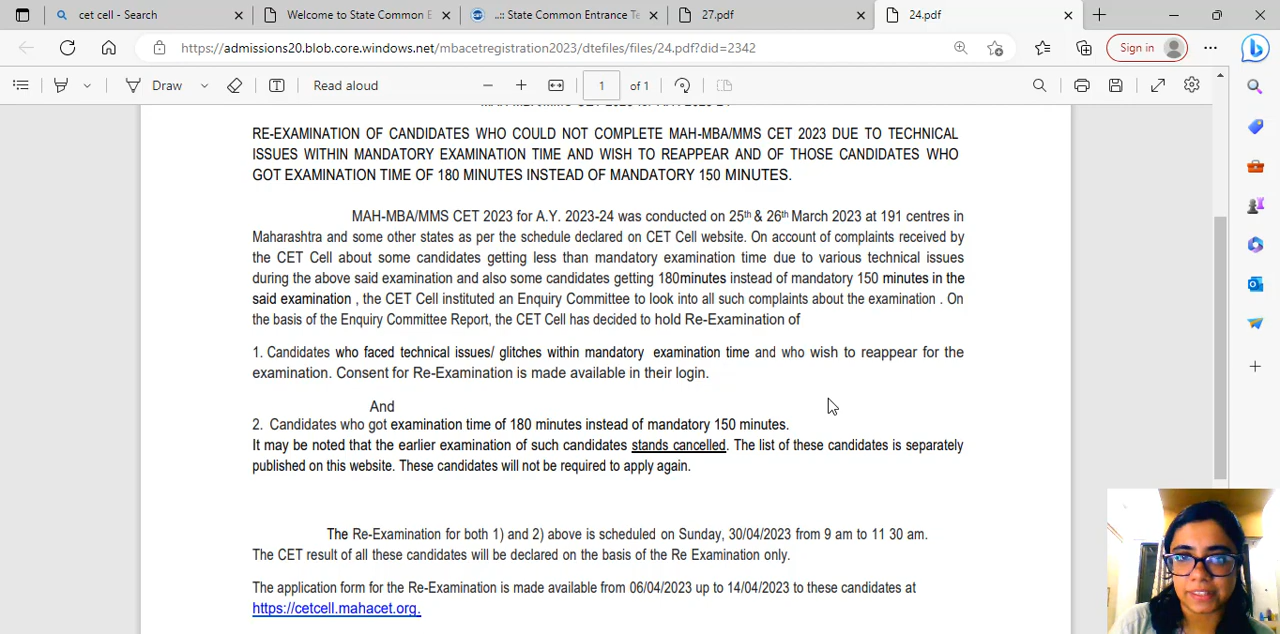 cet cell - Search
Welcome to State Common E
..:: State Common Entrance Te
27.pdf
24.pdf
https://admissions20.blob.core.windows.net/mbacetregistration2023/dtefiles/files/24.pdf?did=2342
Sign in
Draw
Read aloud
1
of 1
RE-EXAMINATION OF CANDIDATES WHO COULD NOT COMPLETE MAH-MBA/MMS CET 2023 DUE TO TECHNICAL
ISSUES WITHIN MANDATORY EXAMINATION TIME AND WISH TO REAPPEAR AND OF THOSE CANDIDATES WHO
GOT EXAMINATION TIME OF 180 MINUTES INSTEAD OF MANDATORY 150 MINUTES.
MAH-MBA/MMS CET 2023 for A.Y. 2023-24 was conducted on 25th & 26th March 2023 at 191 centres in
Maharashtra and some other states as per the schedule declared on CET Cell website. On account of complaints received by
the CET Cell about some candidates getting less than mandatory examination time due to various technical issues
during the above said examination and also some candidates getting 180minutes instead of mandatory 150 minutes in the
said examination , the CET Cell instituted an Enquiry Committee to look into all such complaints about the examination . On
the basis of the Enquiry Committee Report, the CET Cell has decided to hold Re-Examination of
1. Candidates who faced technical issues/ glitches within mandatory examination time and who wish to reappear for the
examination. Consent for Re-Examination is made available in their login.
And
2. Candidates who got examination time of 180 minutes instead of mandatory 150 minutes.
It may be noted that the earlier examination of such candidates stands cancelled. The list of these candidates is separately
published on this website. These candidates will not be required to apply again.
The Re-Examination for both 1) and 2) above is scheduled on Sunday, 30/04/2023 from 9 am to 11 30 am.
The CET result of all these candidates will be declared on the basis of the Re Examination only.
The application form for the Re-Examination is made available from 06/04/2023 up to 14/04/2023 to these candidates at
https://cetcell.mahacet.org.